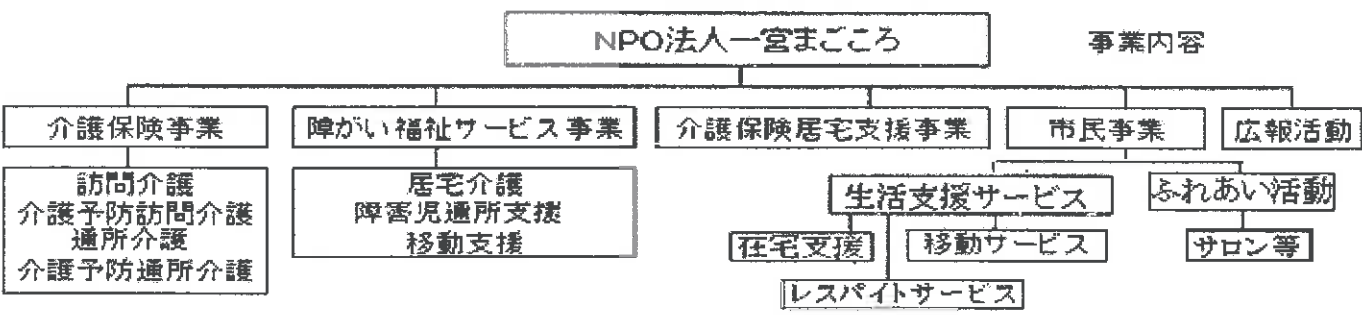 NPO法人一宮まごころ
事業内容
介護保険事業
障がい福祉サービス事業
介護保険居宅支援事業
市民事業
広報活動
訪問介護
介護予防訪問介護
通所介護
介護予防通所介護
居宅介護
障害児通所支援
移動支援
生活支援サービス
ふれあい活動
在宅支援
移動サービス
サロン等
レスパイトサービス